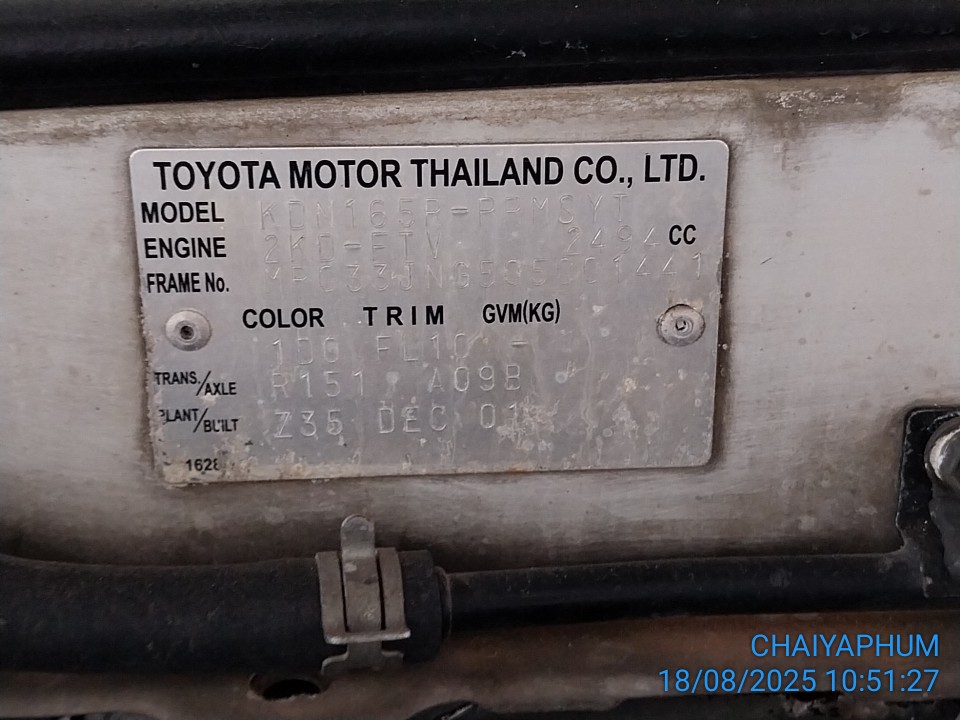 TOYOTA MOTOR THAILAND CO., LTD.
MODEL KDN165R-PRMSYT
ENGINE 2KD-FTV 2494 CC
FRAME No.
COLOR TRIM GVM(KG)
1D0 FL10 -
TRANS./AXLE R151 A09B
PLANT/BUILT Z35 DEC 01
1628
CHAIYAPHUM
18/08/2025 10:51:27